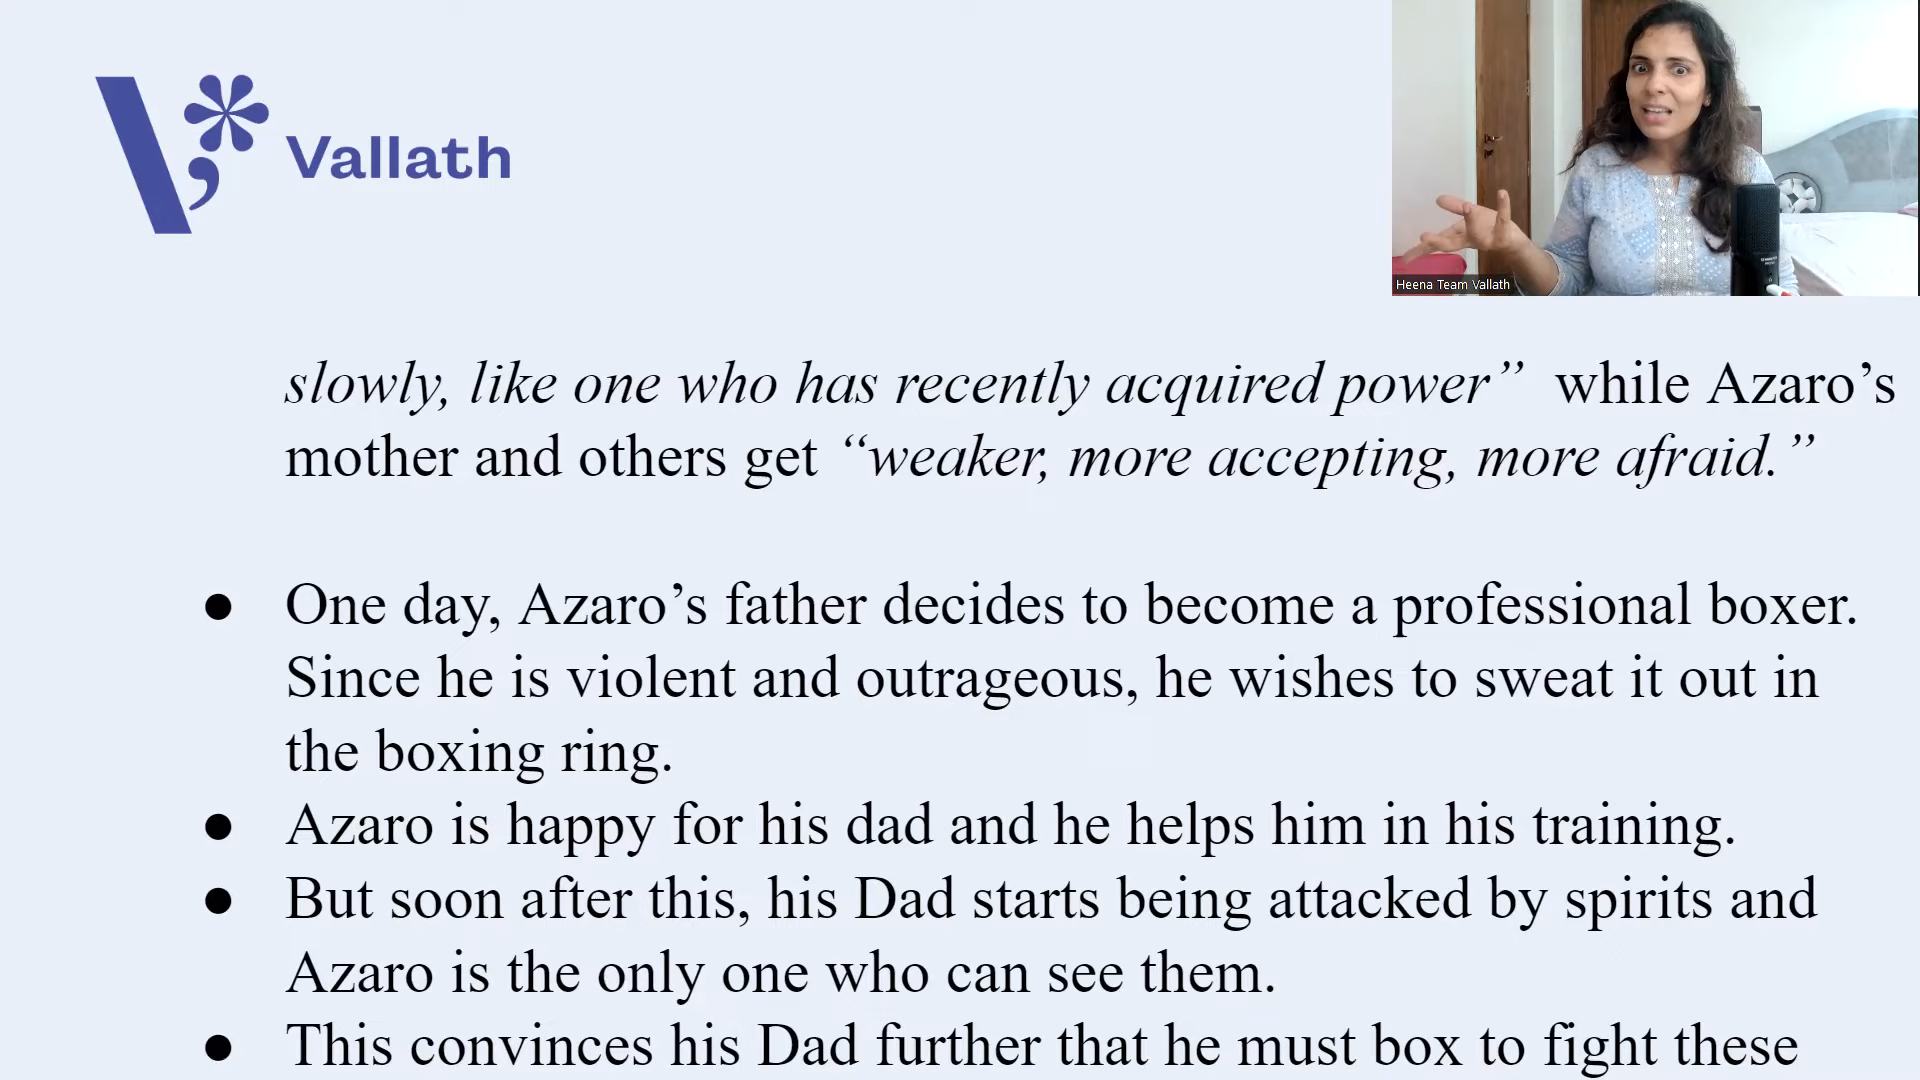 Vallath
Heena Team Vallath
slowly, like one who has recently acquired power” while Azaro’s
mother and others get “weaker, more accepting, more afraid.”
● One day, Azaro’s father decides to become a professional boxer.
Since he is violent and outrageous, he wishes to sweat it out in
the boxing ring.
● Azaro is happy for his dad and he helps him in his training.
● But soon after this, his Dad starts being attacked by spirits and
Azaro is the only one who can see them.
● This convinces his Dad further that he must box to fight these